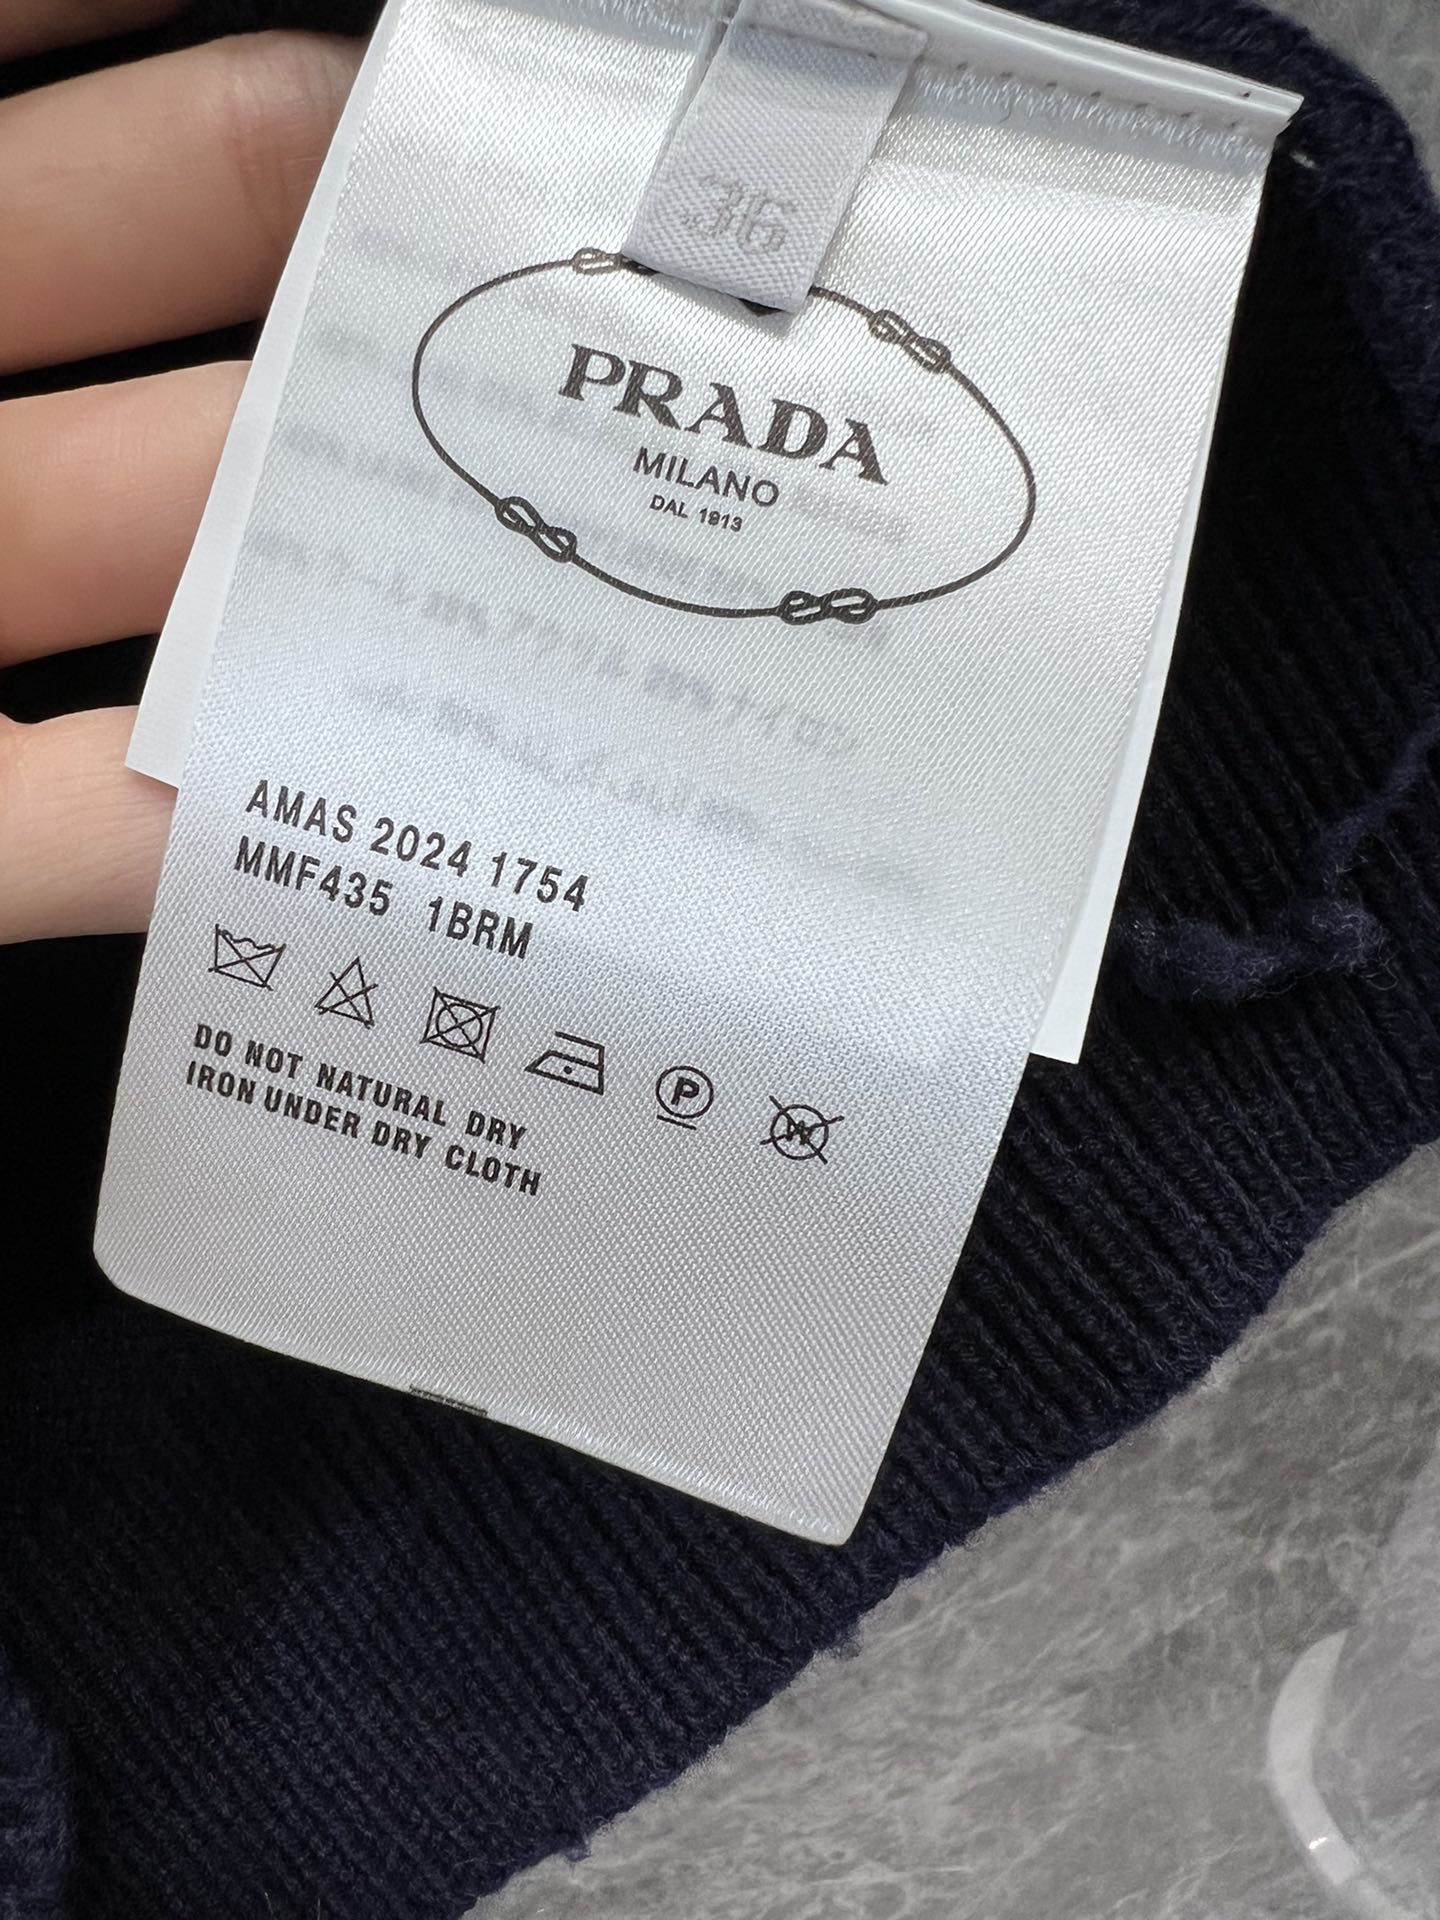 36
PRADA
MILANO
DAL 1913
AMAS 2024 1754
MMF435 1BRM
P
W
DO NOT NATURAL DRY
IRON UNDER DRY CLOTH